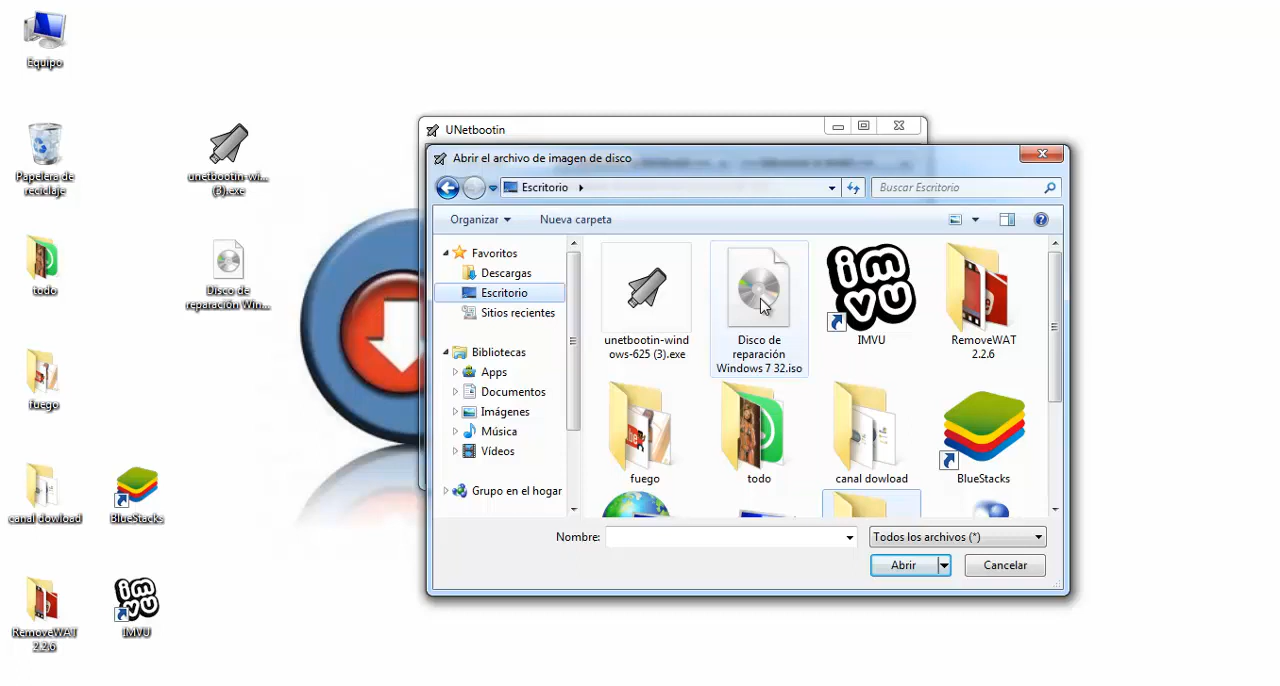 Equipo
Papelera de
reciclaje
todo
fuego
canal dowload
RemoveWAT
2.2.6
unetbootin-wi...
(3).exe
Disco de
reparación Win...
BlueStacks
imvu
IMVU
UNetbootin
Abrir el archivo de imagen de disco
Escritorio
Buscar Escritorio
Organizar
Nueva carpeta
Favoritos
Descargas
Escritorio
Sitios recientes
Bibliotecas
Apps
Documentos
Imágenes
Música
Vídeos
Grupo en el hogar
unetbootin-wind
ows-625 (3).exe
Disco de
reparación
Windows 7 32.iso
imvu
IMVU
RemoveWAT
2.2.6
fuego
todo
canal dowload
BlueStacks
Nombre:
Todos los archivos (*)
Abrir
Cancelar